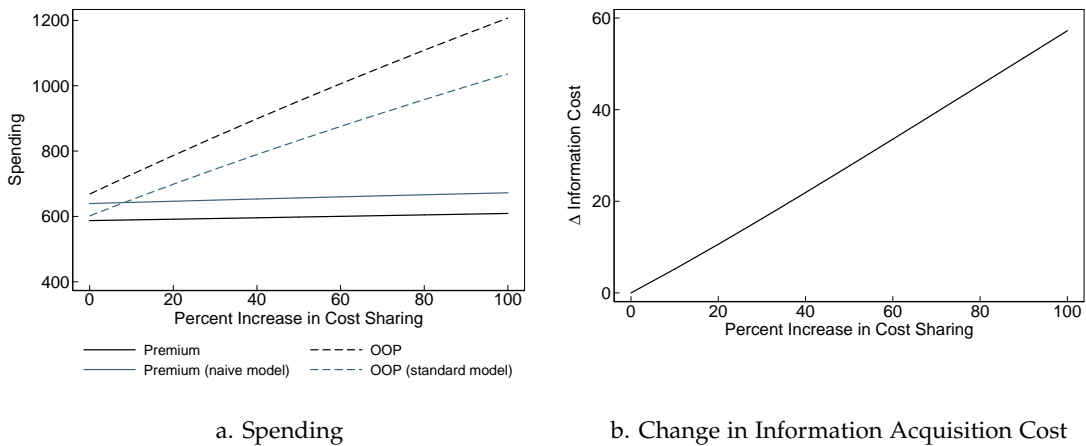 1200
1000
800
600
400
Spending
0 20 40 60 80 100
Percent Increase in Cost Sharing
Premium OOP
Premium (naive model) OOP (standard model)
a. Spending
60
40
20
0
Δ Information Cost
0 20 40 60 80 100
Percent Increase in Cost Sharing
b. Change in Information Acquisition Cost